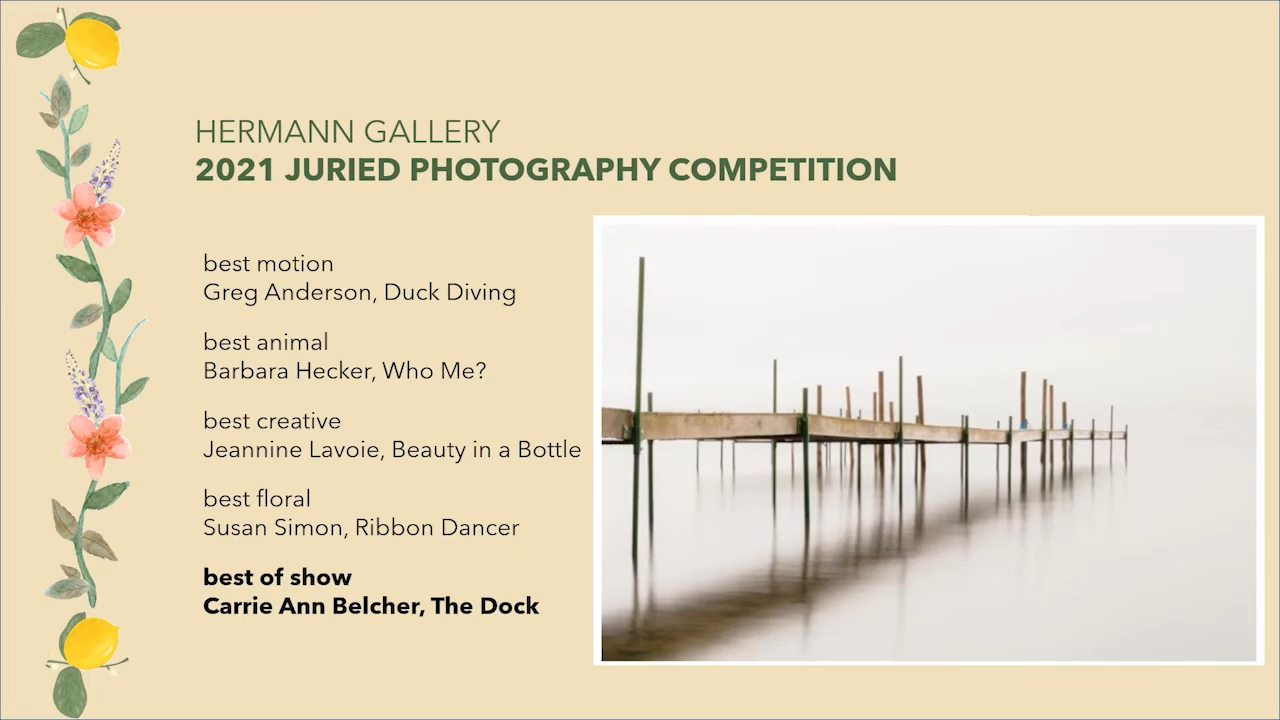 HERMANN GALLERY
2021 JURIED PHOTOGRAPHY COMPETITION
best motion
Greg Anderson, Duck Diving
best animal
Barbara Hecker, Who Me?
best creative
Jeannine Lavoie, Beauty in a Bottle
best floral
Susan Simon, Ribbon Dancer
best of show
Carrie Ann Belcher, The Dock